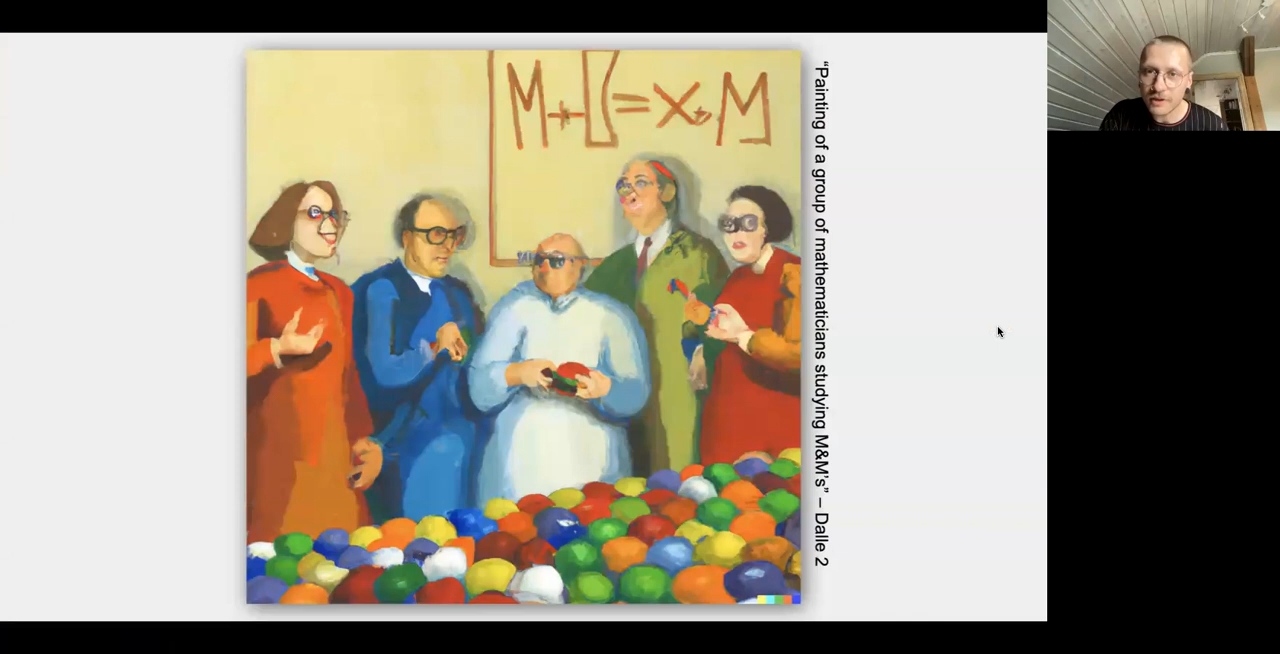 M+[=x+M
“Painting of a group of mathematicians studying M&M's” – Dalle 2